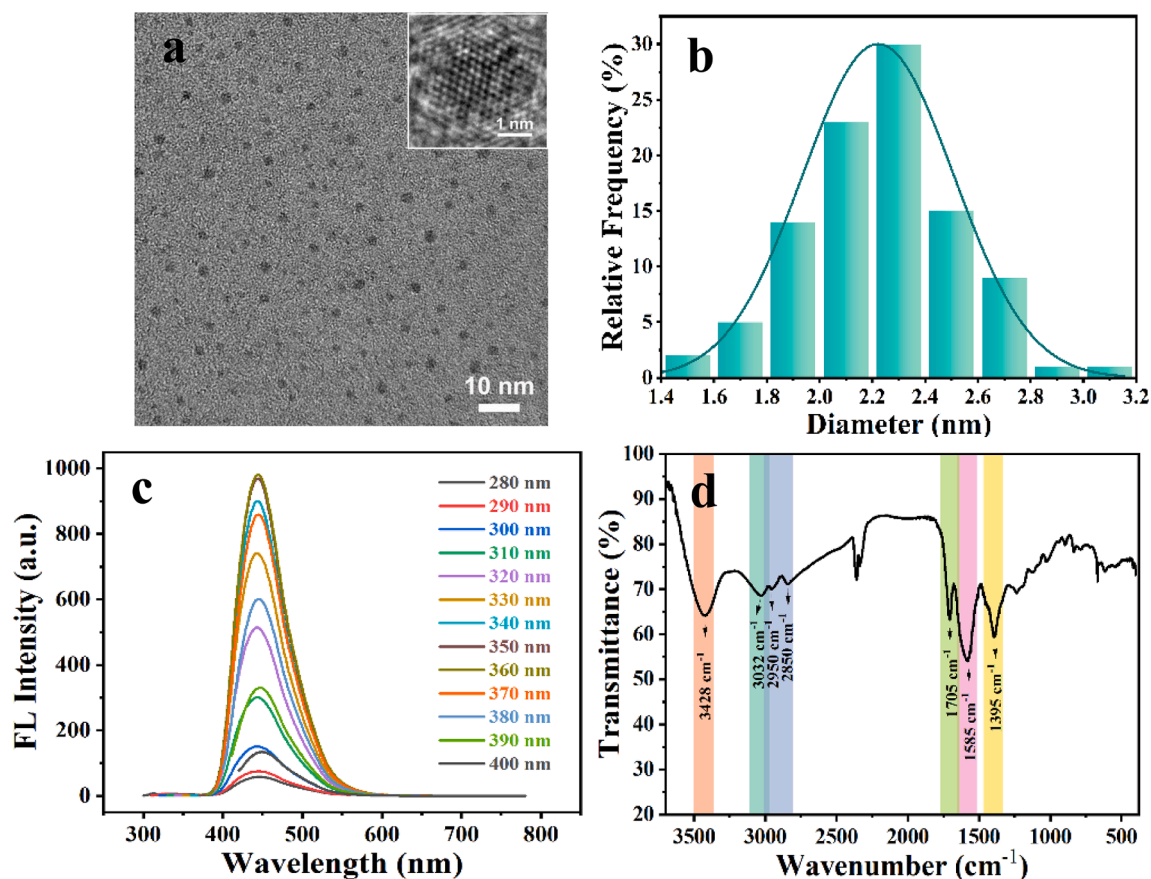 a
1 nm
10 nm
b
Relative Frequency (%)
30
25
20
15
10
5
0
1.4 1.6 1.8 2.0 2.2 2.4 2.6 2.8 3.0 3.2
Diameter (nm)
c
FL Intensity (a.u.)
1000
900
800
700
600
500
400
300
200
100
0
280 nm
290 nm
300 nm
310 nm
320 nm
330 nm
340 nm
350 nm
360 nm
370 nm
380 nm
390 nm
400 nm
300 400 500 600 700 800
Wavelength (nm)
d
Transmittance (%)
100
90
80
70
60
50
40
30
20
3428 cm⁻¹
3032 cm⁻¹
2950 cm⁻¹
2850 cm⁻¹
1705 cm⁻¹
1585 cm⁻¹
1395 cm⁻¹
3500 3000 2500 2000 1500 1000 500
Wavenumber (cm⁻¹)